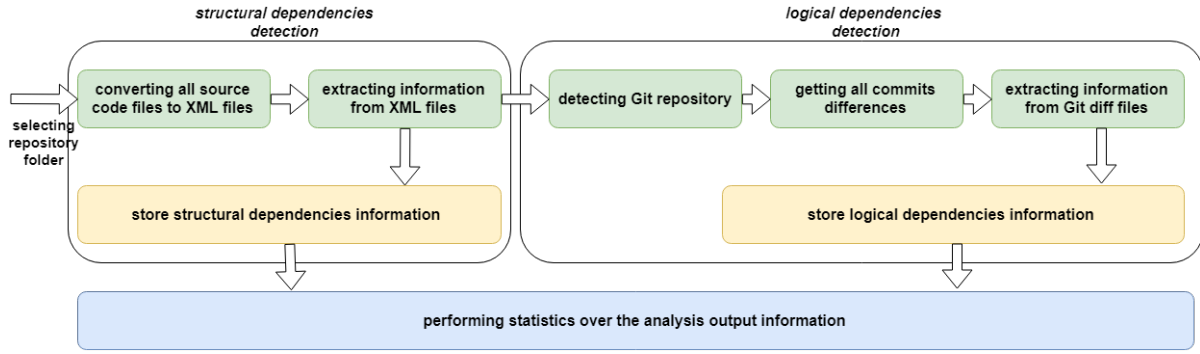 structural dependencies
detection
logical dependencies
detection
converting all source
code files to XML files
extracting information
from XML files
detecting Git repository
getting all commits
differences
extracting information
from Git diff files
selecting
repository
folder
store structural dependencies information
store logical dependencies information
performing statistics over the analysis output information